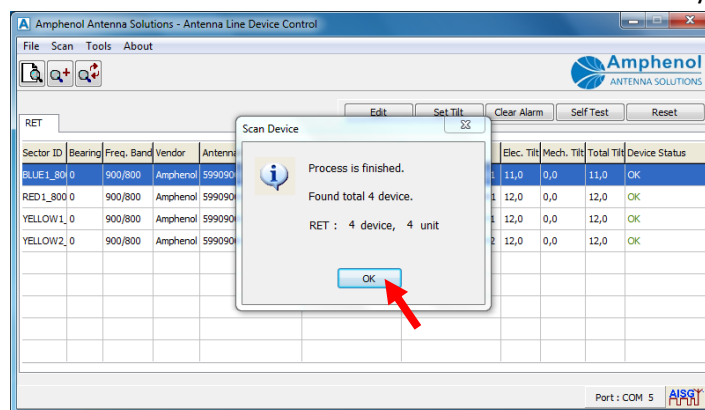 Amphenol Antenna Solutions - Antenna Line Device Control
File Scan Tools About
Amphenol
ANTENNA SOLUTIONS
Edit Set Tilt Clear Alarm Self Test Reset
RET
Scan Device
Sector ID Bearing Freq. Band Vendor Antenna Elec. Tilt Mech. Tilt Total Tilt Device Status
BLUE1_80 0 900/800 Amphenol 599090 1 11,0 0,0 11,0 OK
RED1_800 0 900/800 Amphenol 599090 1 12,0 0,0 12,0 OK
YELLOW1_ 0 900/800 Amphenol 599090 1 12,0 0,0 12,0 OK
YELLOW2_ 0 900/800 Amphenol 599090 2 12,0 0,0 12,0 OK
Process is finished.
Found total 4 device.
RET : 4 device, 4 unit
OK
Port : COM 5 AISG